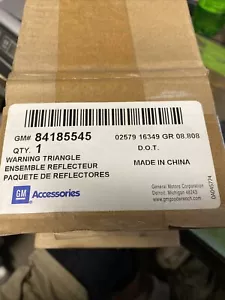 GM# 84185545
02579 16349 GR 08.808
QTY. 1
D.O.T.
WARNING TRIANGLE
ENSEMBLE REFLECTEUR
MADE IN CHINA
PAQUETE DE REFLECTORES
GM Accessories
General Motors Corporation
Detroit, Michigan 48243
www.gmgoodwrench.com